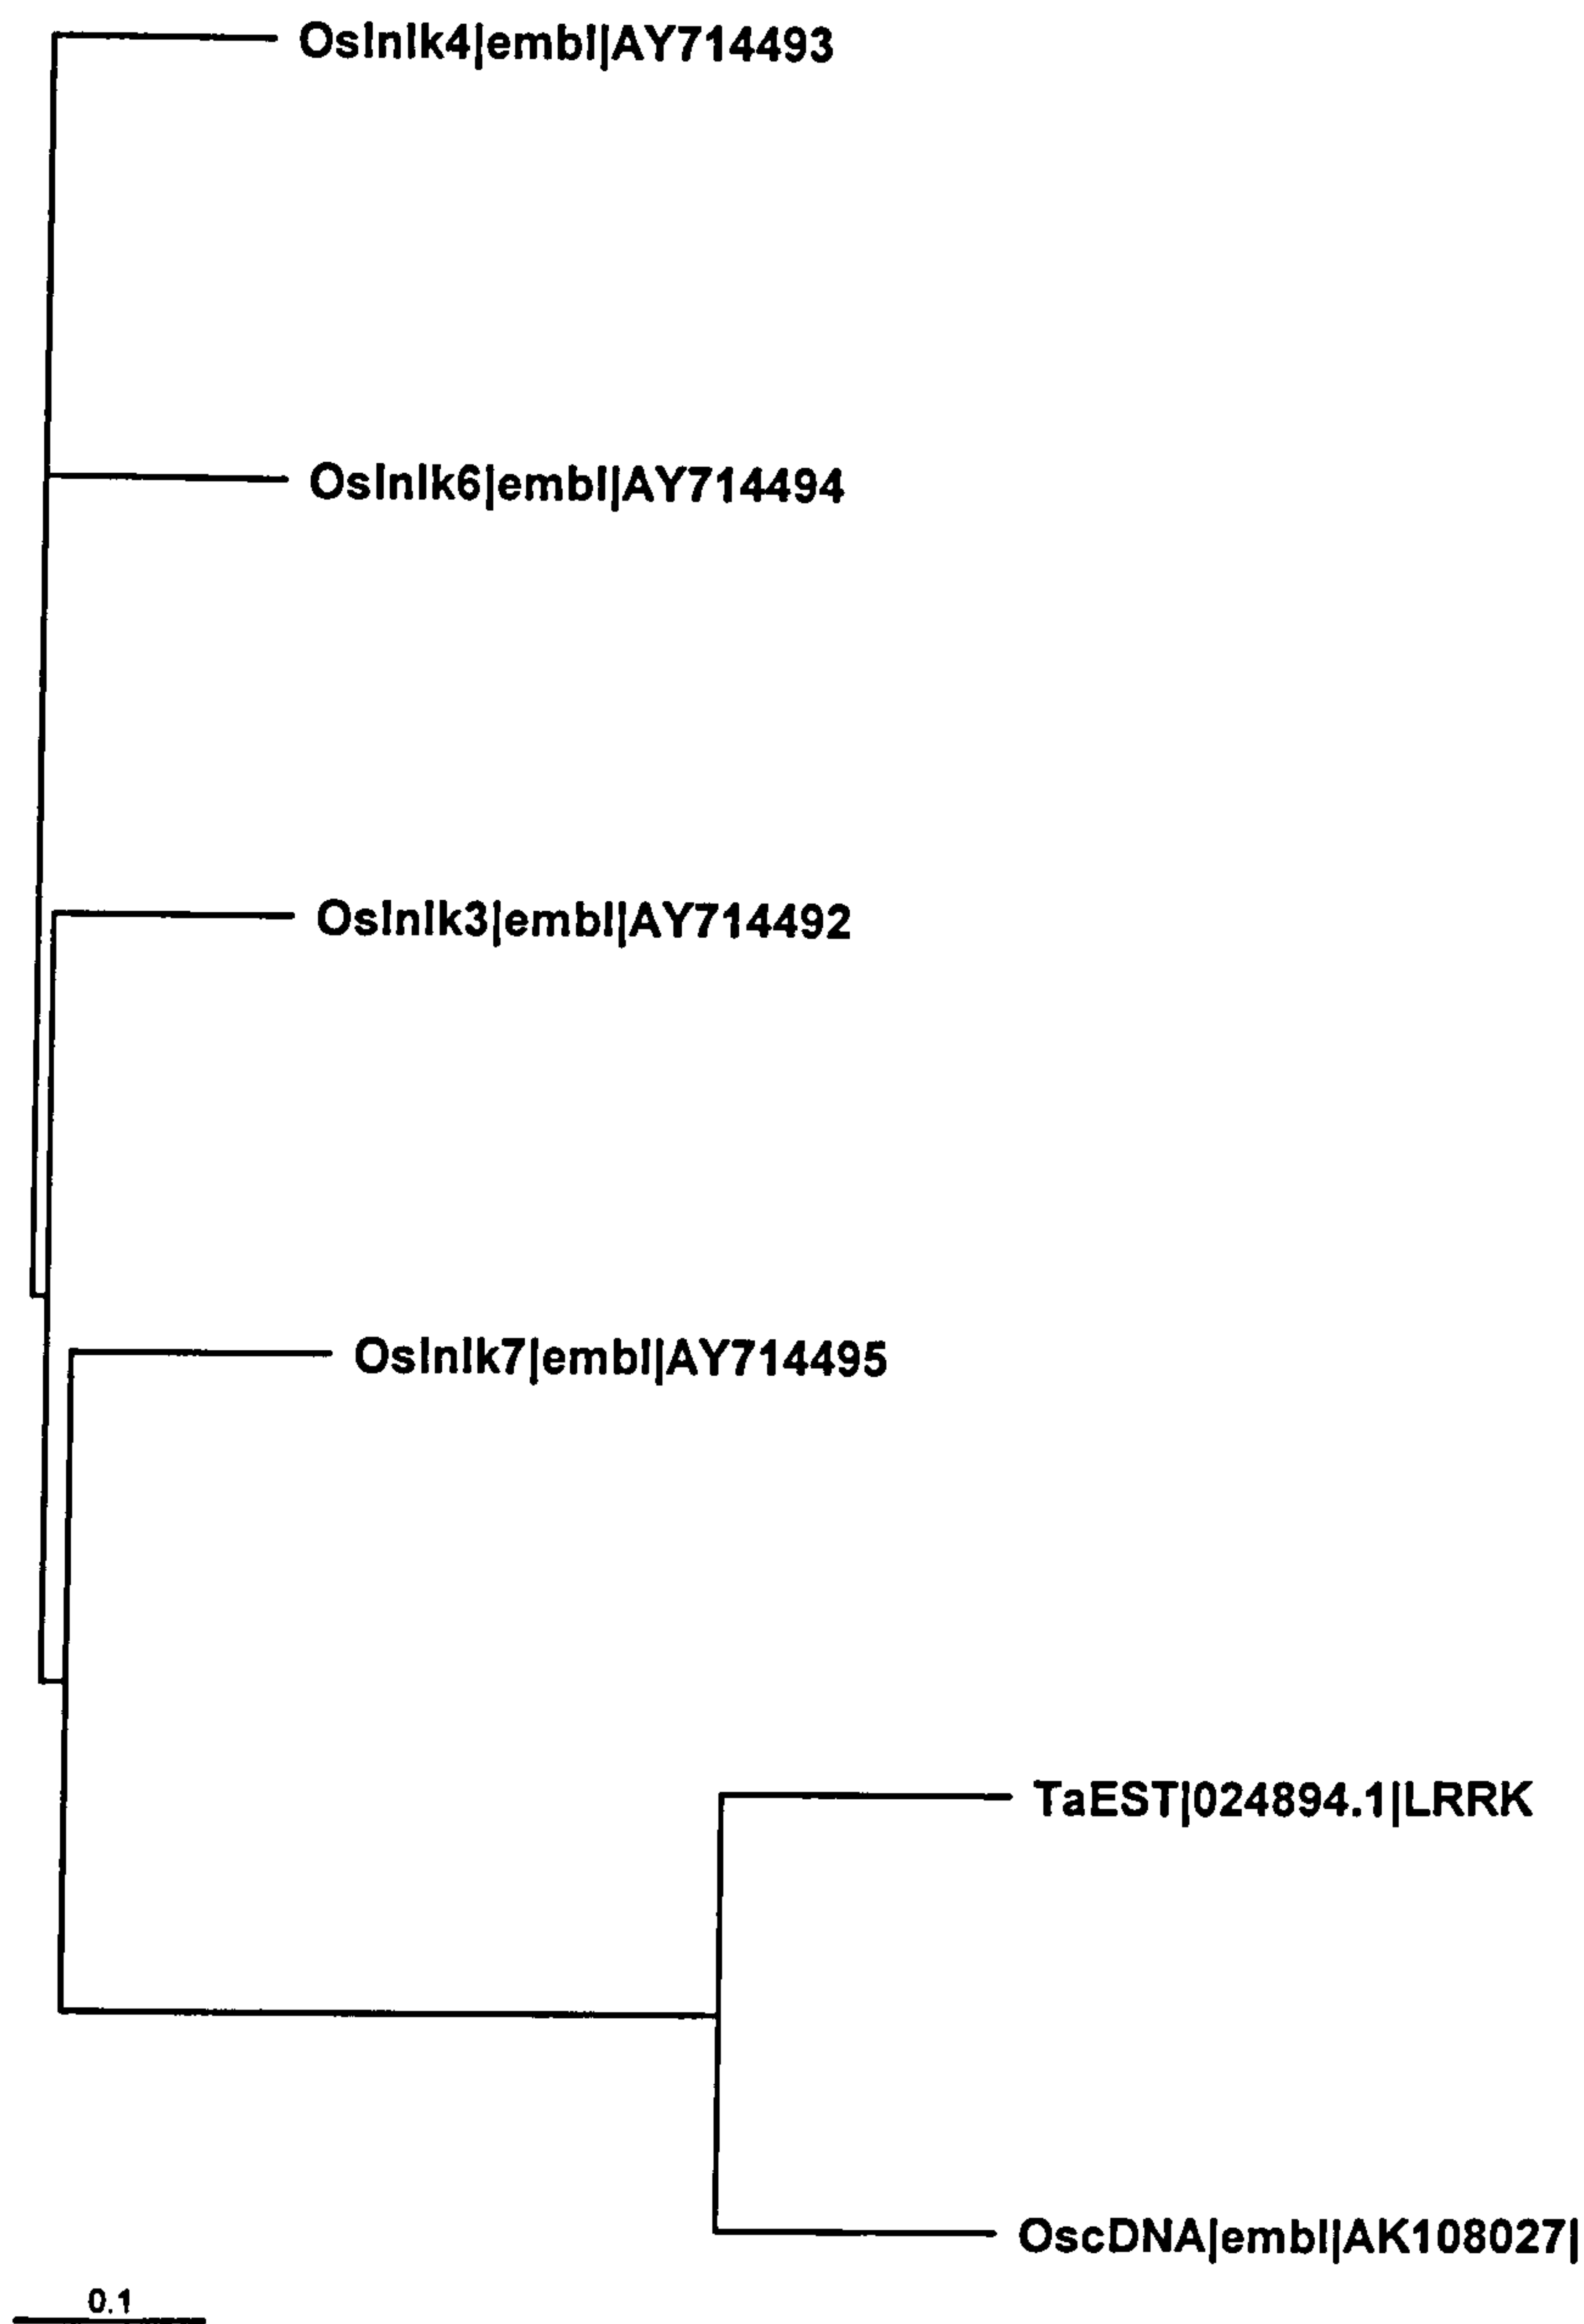 OsInlk4|embl|AY714493
OsInlk6|embl|AY714494
OsInlk3|embl|AY714492
OsInlk7|embl|AY714495
TaEST|024894.1|LRRK
OscDNA|embl|AK108027|
0.1